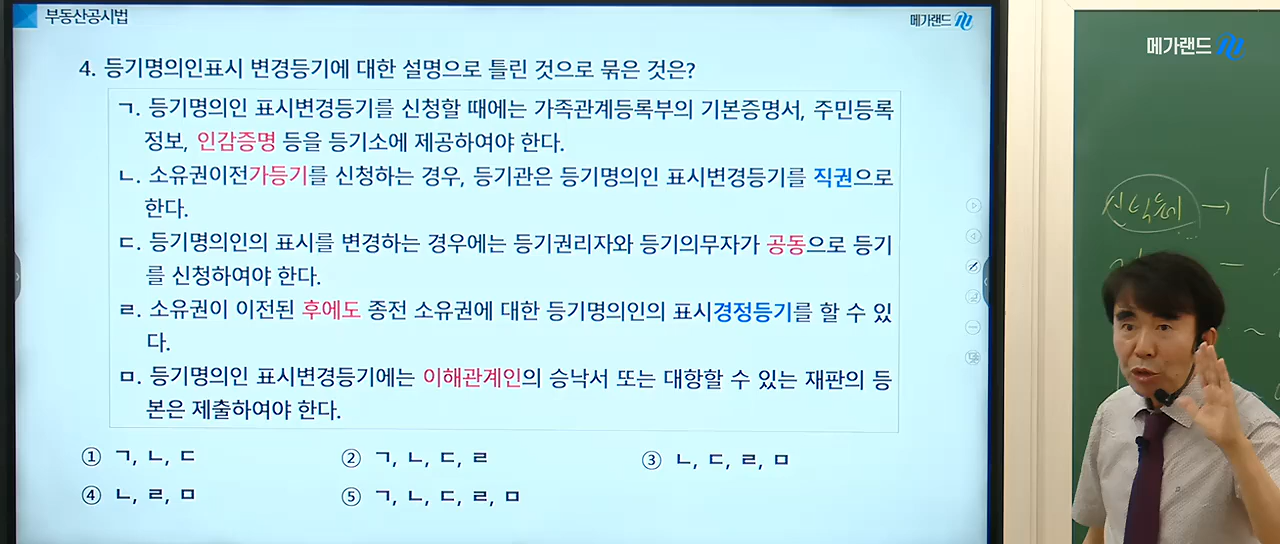 부동산공시법
메가랜드
메가랜드
4. 등기명의인표시 변경등기에 대한 설명으로 틀린 것으로 묶은 것은?
ㄱ. 등기명의인 표시변경등기를 신청할 때에는 가족관계등록부의 기본증명서, 주민등록
정보, 인감증명 등을 등기소에 제공하여야 한다.
ㄴ. 소유권이전가등기를 신청하는 경우, 등기관은 등기명의인 표시변경등기를 직권으로
한다.
ㄷ. 등기명의인의 표시를 변경하는 경우에는 등기권리자와 등기의무자가 공동으로 등기
를 신청하여야 한다.
ㄹ. 소유권이 이전된 후에도 종전 소유권에 대한 등기명의인의 표시경정등기를 할 수 있
다.
ㅁ. 등기명의인 표시변경등기에는 이해관계인의 승낙서 또는 대항할 수 있는 재판의 등
본은 제출하여야 한다.
① ㄱ, ㄴ, ㄷ ② ㄱ, ㄴ, ㄷ, ㄹ ③ ㄴ, ㄷ, ㄹ, ㅁ
④ ㄴ, ㄹ, ㅁ ⑤ ㄱ, ㄴ, ㄷ, ㄹ, ㅁ